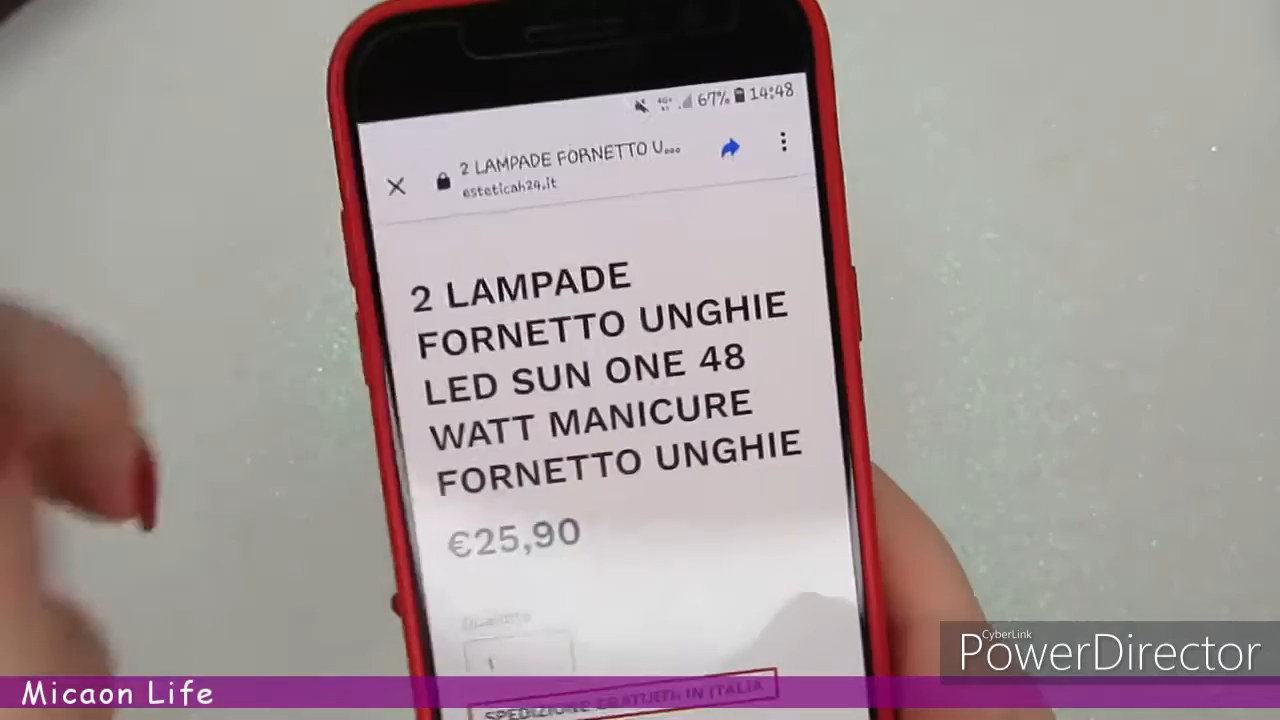 67% 14:48
2 LAMPADE FORNETTO U...
esteticah24.it
2 LAMPADE
FORNETTO UNGHIE
LED SUN ONE 48
WATT MANICURE
FORNETTO UNGHIE
€25,90
Quantità
1
SPEDIZIONE GRATUITA IN ITALIA
CyberLink
PowerDirector
Micaon Life